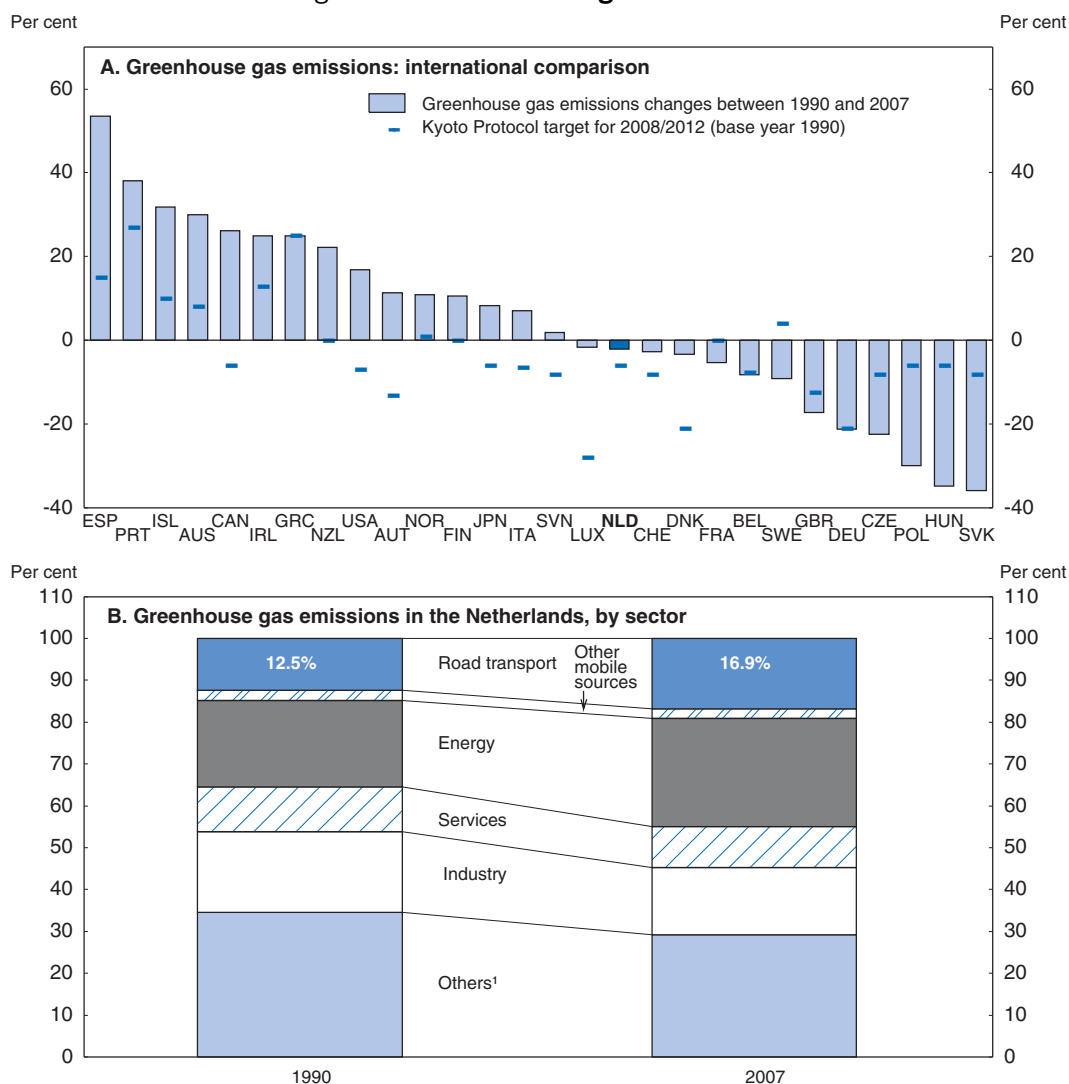 Per cent
Per cent
A. Greenhouse gas emissions: international comparison
Greenhouse gas emissions changes between 1990 and 2007
Kyoto Protocol target for 2008/2012 (base year 1990)
60
60
40
40
20
20
0
0
-20
-20
-40
-40
ESP
PRT
ISL
AUS
CAN
IRL
GRC
NZL
USA
AUT
NOR
FIN
JPN
ITA
SVN
LUX
NLD
CHE
DNK
FRA
BEL
SWE
GBR
DEU
CZE
POL
HUN
SVK
Per cent
Per cent
B. Greenhouse gas emissions in the Netherlands, by sector
110
110
100
100
90
90
80
80
70
70
60
60
50
50
40
40
30
30
20
20
10
10
0
0
12.5%
Road transport
Other
mobile
sources
16.9%
Energy
Services
Industry
Others¹
1990
2007